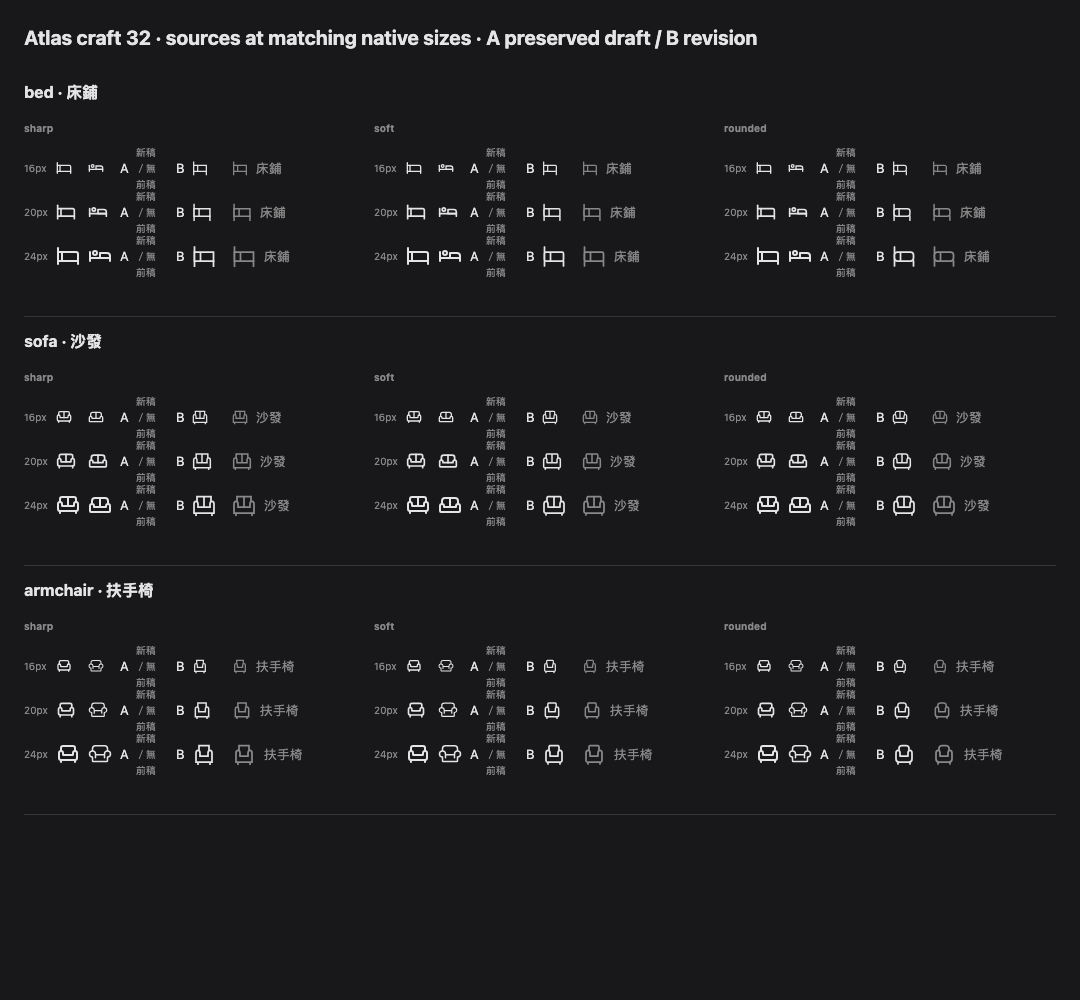 Atlas craft 32 · sources at matching native sizes · A preserved draft / B revision
bed · 床鋪
sharp soft rounded
16px A 新稿 / 無 前稿 B 床鋪 16px A 新稿 / 無 前稿 B 床鋪 16px A 新稿 / 無 前稿 B 床鋪
20px A 新稿 / 無 前稿 B 床鋪 20px A 新稿 / 無 前稿 B 床鋪 20px A 新稿 / 無 前稿 B 床鋪
24px A 新稿 / 無 前稿 B 床鋪 24px A 新稿 / 無 前稿 B 床鋪 24px A 新稿 / 無 前稿 B 床鋪
sofa · 沙發
sharp soft rounded
16px A 新稿 / 無 前稿 B 沙發 16px A 新稿 / 無 前稿 B 沙發 16px A 新稿 / 無 前稿 B 沙發
20px A 新稿 / 無 前稿 B 沙發 20px A 新稿 / 無 前稿 B 沙發 20px A 新稿 / 無 前稿 B 沙發
24px A 新稿 / 無 前稿 B 沙發 24px A 新稿 / 無 前稿 B 沙發 24px A 新稿 / 無 前稿 B 沙發
armchair · 扶手椅
sharp soft rounded
16px A 新稿 / 無 前稿 B 扶手椅 16px A 新稿 / 無 前稿 B 扶手椅 16px A 新稿 / 無 前稿 B 扶手椅
20px A 新稿 / 無 前稿 B 扶手椅 20px A 新稿 / 無 前稿 B 扶手椅 20px A 新稿 / 無 前稿 B 扶手椅
24px A 新稿 / 無 前稿 B 扶手椅 24px A 新稿 / 無 前稿 B 扶手椅 24px A 新稿 / 無 前稿 B 扶手椅